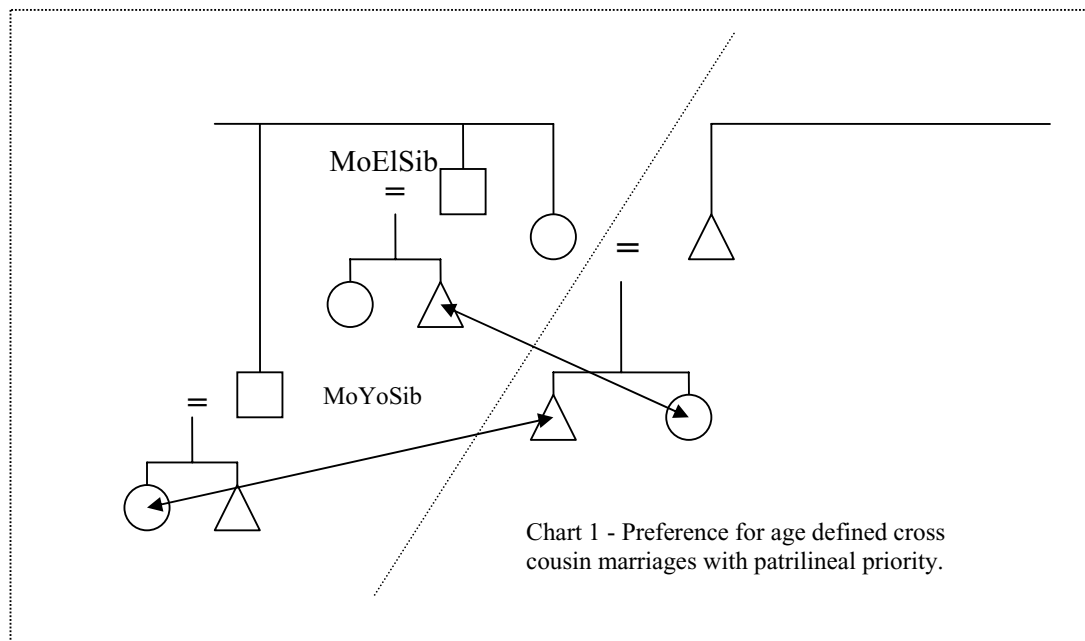 MoElSib
=
=
MoYoSib
=
Chart 1 - Preference for age defined cross
cousin marriages with patrilineal priority.